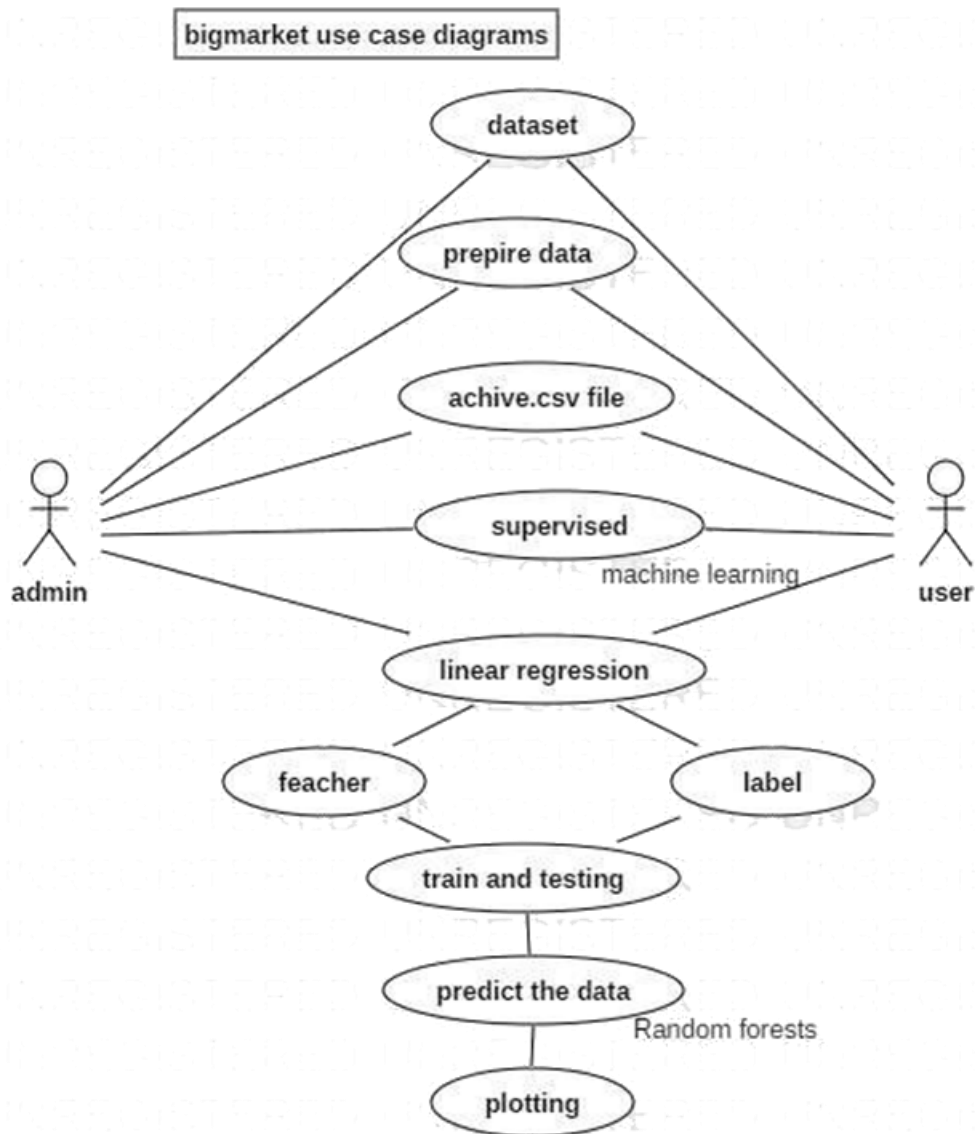 bigmarket use case diagrams
dataset
prepire data
achive.csv file
supervised
machine learning
admin
user
linear regression
feacher
label
train and testing
predict the data
Random forests
plotting